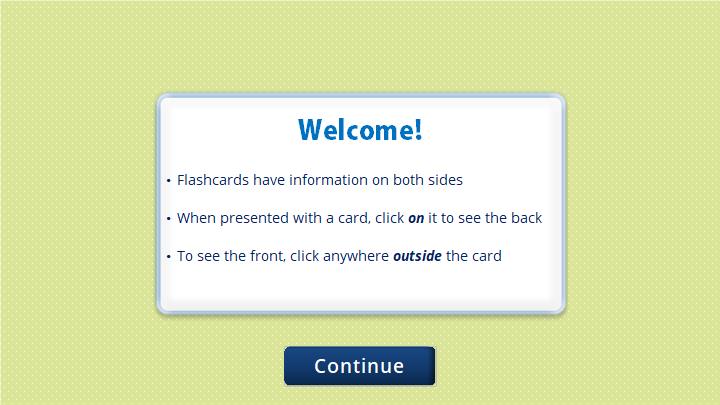 Welcome!
• Flashcards have information on both sides
• When presented with a card, click on it to see the back
• To see the front, click anywhere outside the card
Continue